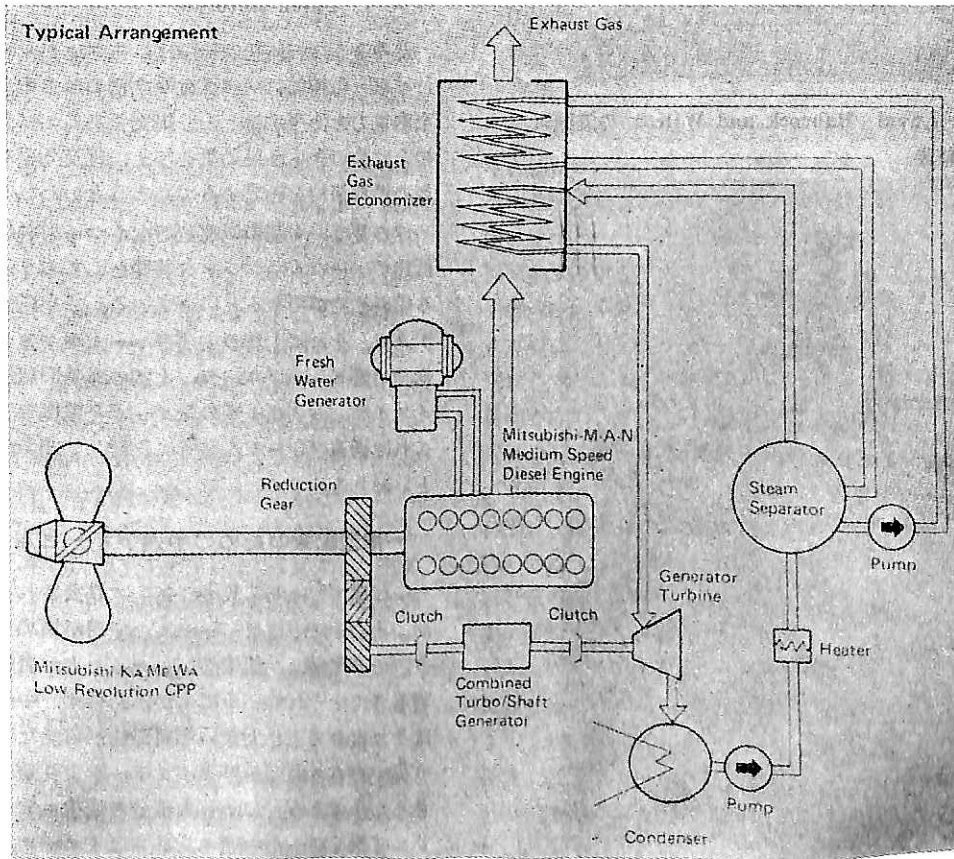 Typical Arrangement
Exhaust Gas
Exhaust
Gas
Economizer
Fresh
Water
Generator
Mitsubishi-M-A-N
Medium Speed
Diesel Engine
Reduction
Gear
Steam
Separator
Pump
Generator
Turbine
Clutch
Clutch
Heater
Mitsubishi KaMeWa
Low Revolution CPP
Combined
Turbo/Shaft
Generator
Pump
Condenser